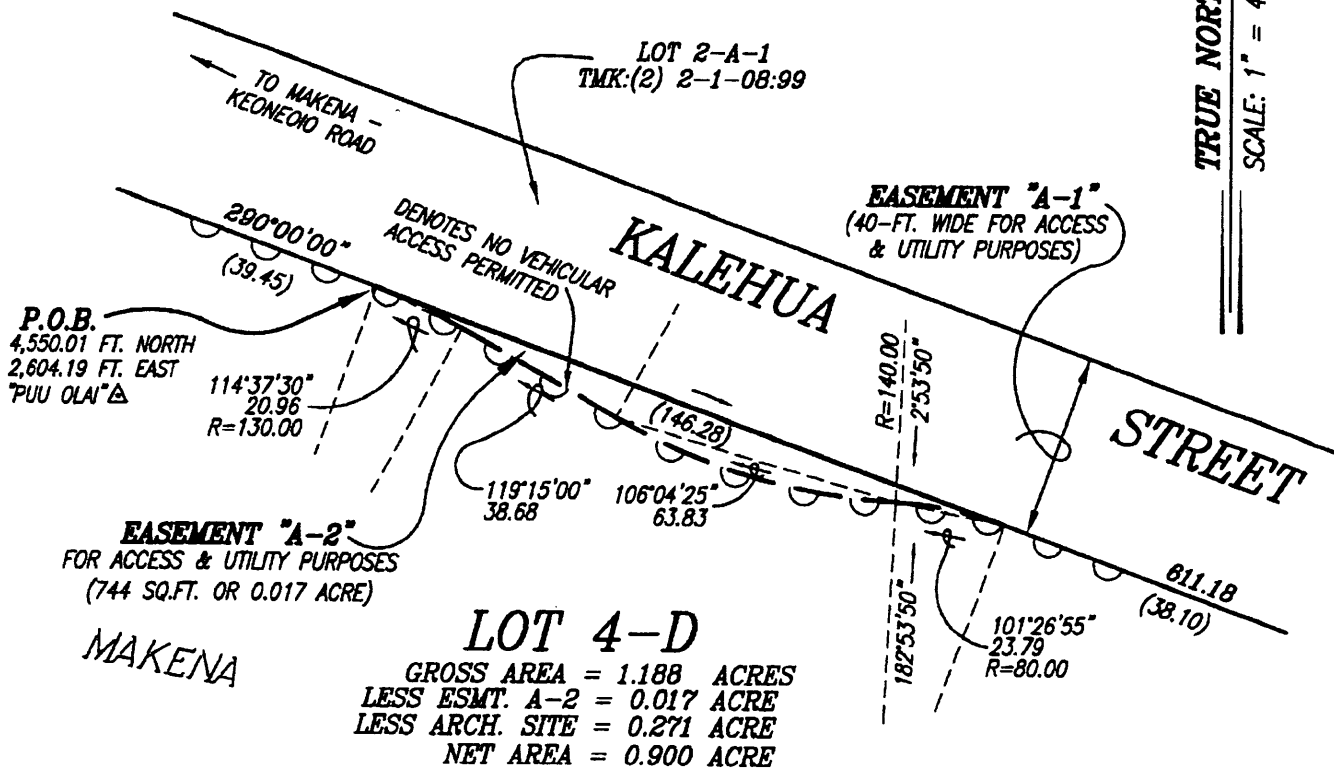 TRUE NORT
SCALE: 1" = 4
LOT 2-A-1
TMK:(2) 2-1-08:99
TO MAKENA -
KEONEOIO ROAD
EASEMENT "A-1"
(40-FT. WIDE FOR ACCESS
& UTILITY PURPOSES)
DENOTES NO VEHICULAR
ACCESS PERMITTED
290°00'00"
(39.45)
KALEHUA
STREET
P.O.B.
4,550.01 FT. NORTH
2,604.19 FT. EAST
"PUU OLAI"
114°37'30"
20.96
R=130.00
R=140.00
2°53'50"
(146.28)
119°15'00"
38.68
106°04'25"
63.83
EASEMENT "A-2"
FOR ACCESS & UTILITY PURPOSES
(744 SQ.FT. OR 0.017 ACRE)
182°53'50"
101°26'55"
23.79
R=80.00
611.18
(38.10)
MAKENA
LOT 4-D
GROSS AREA = 1.188 ACRES
LESS ESMT. A-2 = 0.017 ACRE
LESS ARCH. SITE = 0.271 ACRE
NET AREA = 0.900 ACRE